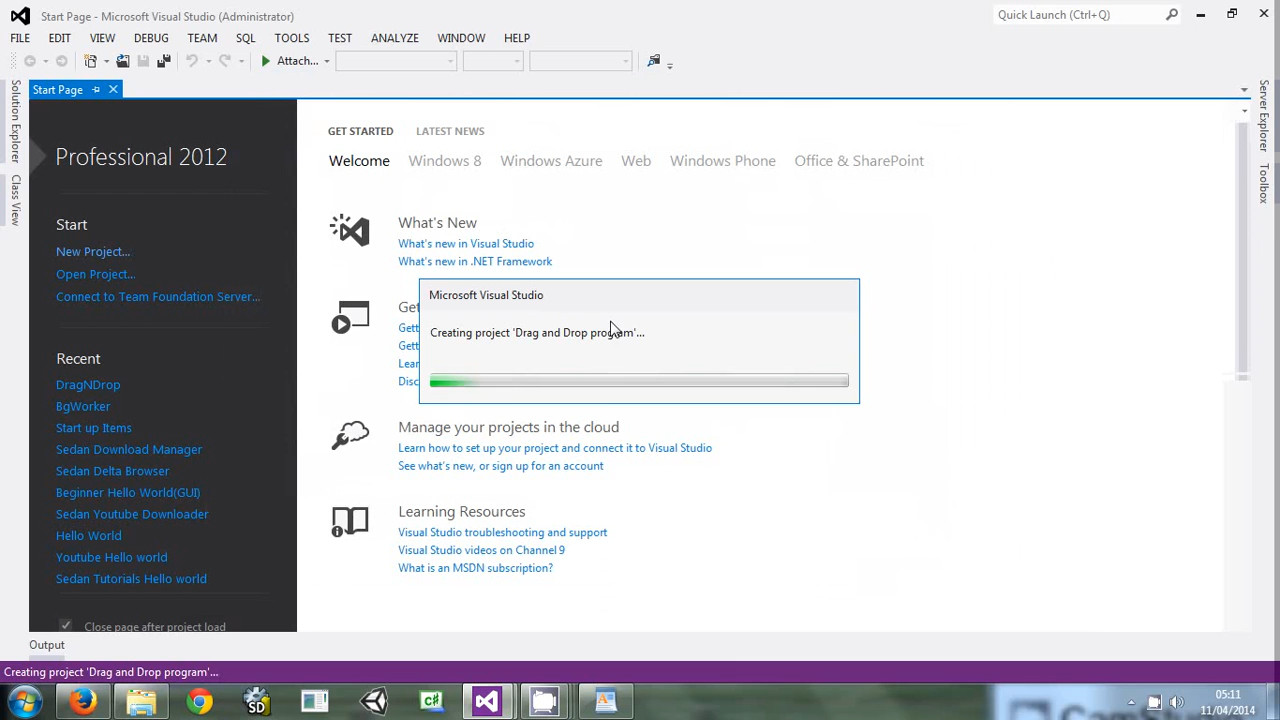 Start Page - Microsoft Visual Studio (Administrator)
Quick Launch (Ctrl+Q)
FILE EDIT VIEW DEBUG TEAM SQL TOOLS TEST ANALYZE WINDOW HELP
Attach...
Solution Explorer
Class View
Start Page
Server Explorer
Toolbox
Professional 2012
Start
New Project...
Open Project...
Connect to Team Foundation Server...
Recent
DragNDrop
BgWorker
Start up Items
Sedan Download Manager
Sedan Delta Browser
Beginner Hello World(GUI)
Sedan Youtube Downloader
Hello World
Youtube Hello world
Sedan Tutorials Hello world
Close page after project load
GET STARTED LATEST NEWS
Welcome Windows 8 Windows Azure Web Windows Phone Office & SharePoint
What's New
What's new in Visual Studio
What's new in .NET Framework
Get
Gett
Gett
Lear
Disc
Microsoft Visual Studio
Creating project 'Drag and Drop program'...
Manage your projects in the cloud
Learn how to set up your project and connect it to Visual Studio
See what's new, or sign up for an account
Learning Resources
Visual Studio troubleshooting and support
Visual Studio videos on Channel 9
What is an MSDN subscription?
Output
Creating project 'Drag and Drop program'...
SD
05:11
11/04/2014